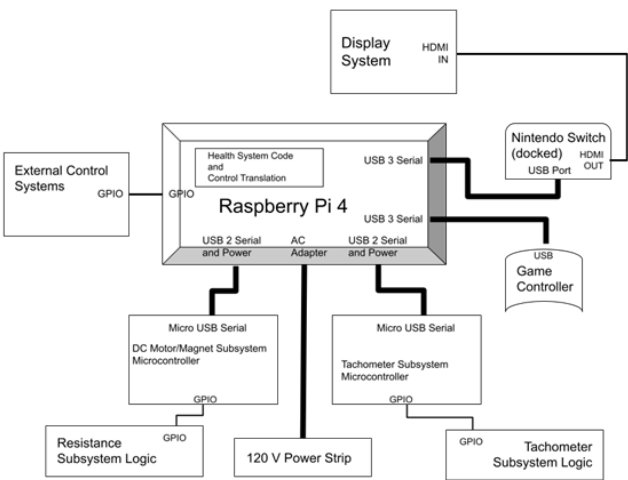 Display
System
HDMI
IN
Nintendo Switch
(docked)
HDMI
OUT
USB Port
External Control
Systems
GPIO
GPIO
Health System Code
and
Control Translation
USB 3 Serial
Raspberry Pi 4
USB 3 Serial
USB 2 Serial
and Power
AC
Adapter
USB 2 Serial
and Power
USB
Game
Controller
Micro USB Serial
DC Motor/Magnet Subsystem
Microcontroller
GPIO
Micro USB Serial
Tachometer Subsystem
Microcontroller
GPIO
Resistance
Subsystem Logic
GPIO
120 V Power Strip
GPIO
Tachometer
Subsystem Logic